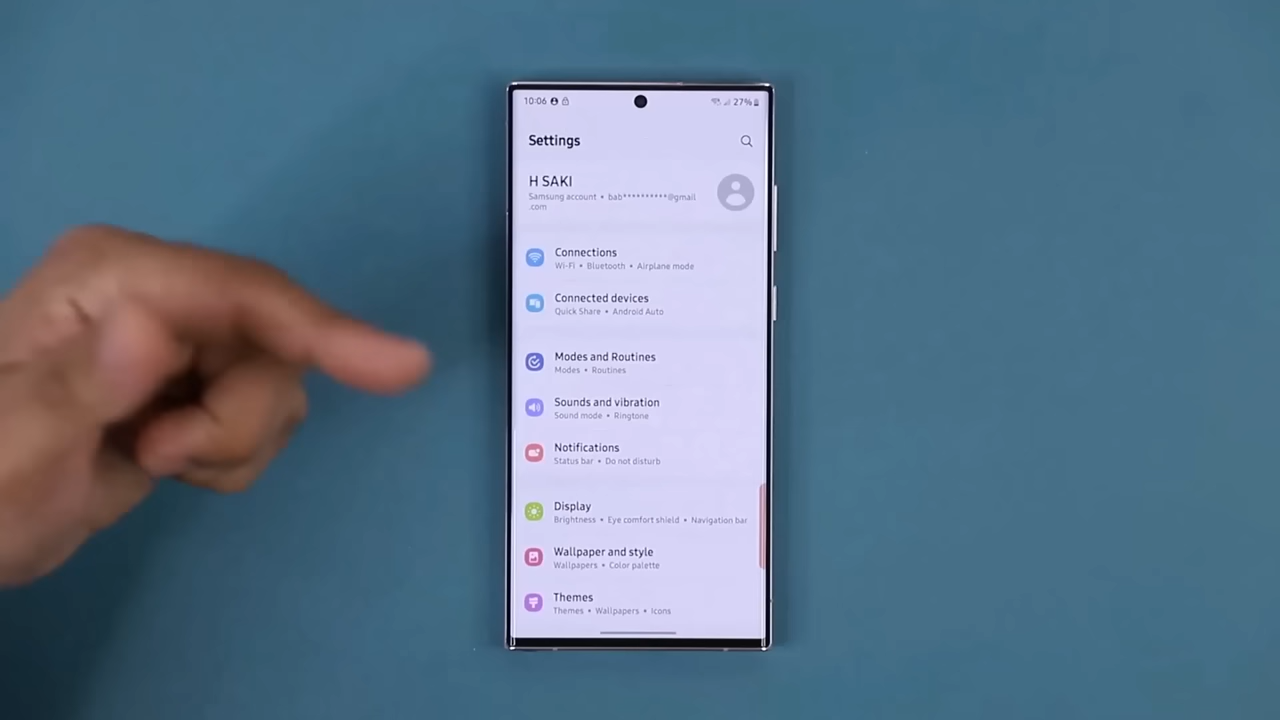 10:06
27%
Settings
H SAKI
Samsung account • bab**********@gmail
.com
Connections
Wi-Fi • Bluetooth • Airplane mode
Connected devices
Quick Share • Android Auto
Modes and Routines
Modes • Routines
Sounds and vibration
Sound mode • Ringtone
Notifications
Status bar • Do not disturb
Display
Brightness • Eye comfort shield • Navigation bar
Wallpaper and style
Wallpapers • Color palette
Themes
Themes • Wallpapers • Icons